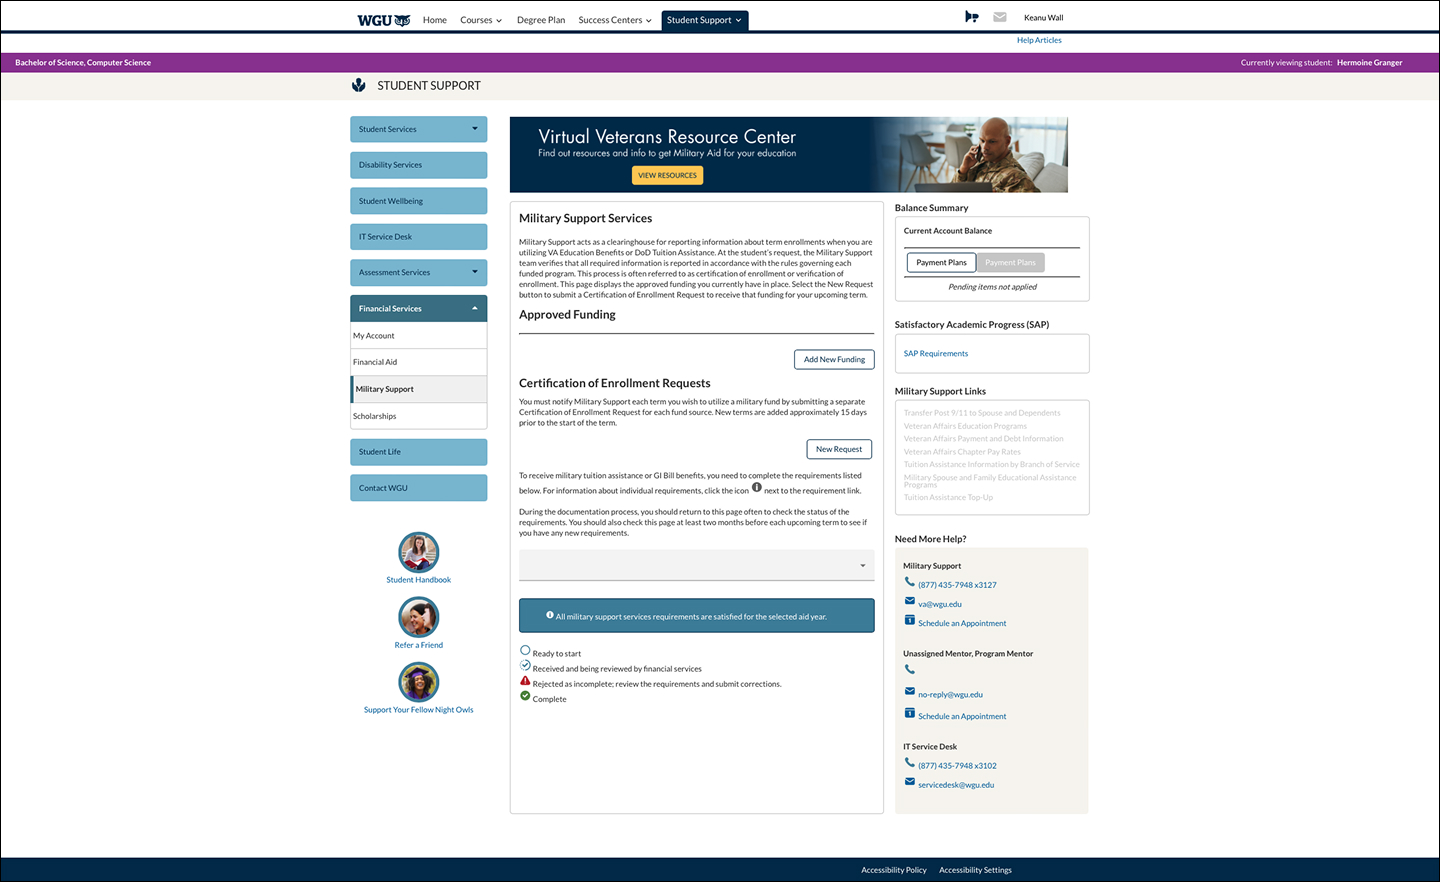 WGU Home Courses Degree Plan Success Centers Student Support Keanu Wall
Help Articles
Bachelor of Science, Computer Science Currently viewing student: Hermoine Granger
STUDENT SUPPORT
Student Services
Disability Services
Student Wellbeing
IT Service Desk
Assessment Services
Financial Services
My Account
Financial Aid
Military Support
Scholarships
Student Life
Contact WGU
Student Handbook
Refer a Friend
Support Your Fellow Night Owls
Virtual Veterans Resource Center
Find out resources and info to get Military Aid for your education
VIEW RESOURCES
Military Support Services
Military Support acts as a clearinghouse for reporting information about term enrollments when you are
utilizing VA Education Benefits or DoD Tuition Assistance. At the student's request, the Military Support
team verifies that all required information is reported in accordance with the rules governing each
funded program. This process is often referred to as certification of enrollment or verification of
enrollment. This page displays the approved funding you currently have in place. Select the New Request
button to submit a Certification of Enrollment Request to receive that funding for your upcoming term.
Approved Funding
Add New Funding
Certification of Enrollment Requests
You must notify Military Support each term you wish to utilize a military fund by submitting a separate
Certification of Enrollment Request for each fund source. New terms are added approximately 15 days
prior to the start of the term.
New Request
To receive military tuition assistance or GI Bill benefits, you need to complete the requirements listed
below. For information about individual requirements, click the icon next to the requirement link.
During the documentation process, you should return to this page often to check the status of the
requirements. You should also check this page at least two months before each upcoming term to see if
you have any new requirements.
All military support services requirements are satisfied for the selected aid year.
Ready to start
Received and being reviewed by financial services
Rejected as incomplete; review the requirements and submit corrections.
Complete
Balance Summary
Current Account Balance
Payment Plans Payment Plans
Pending items not applied
Satisfactory Academic Progress (SAP)
SAP Requirements
Military Support Links
Transfer Post 9/11 to Spouse and Dependents
Veteran Affairs Education Programs
Veteran Affairs Payment and Debt Information
Veteran Affairs Chapter Pay Rates
Tuition Assistance Information by Branch of Service
Military Spouse and Family Educational Assistance
Programs
Tuition Assistance Top-Up
Need More Help?
Military Support
(877) 435-7948 x3127
va@wgu.edu
Schedule an Appointment
Unassigned Mentor, Program Mentor
no-reply@wgu.edu
Schedule an Appointment
IT Service Desk
(877) 435-7948 x3102
servicedesk@wgu.edu
Accessibility Policy Accessibility Settings